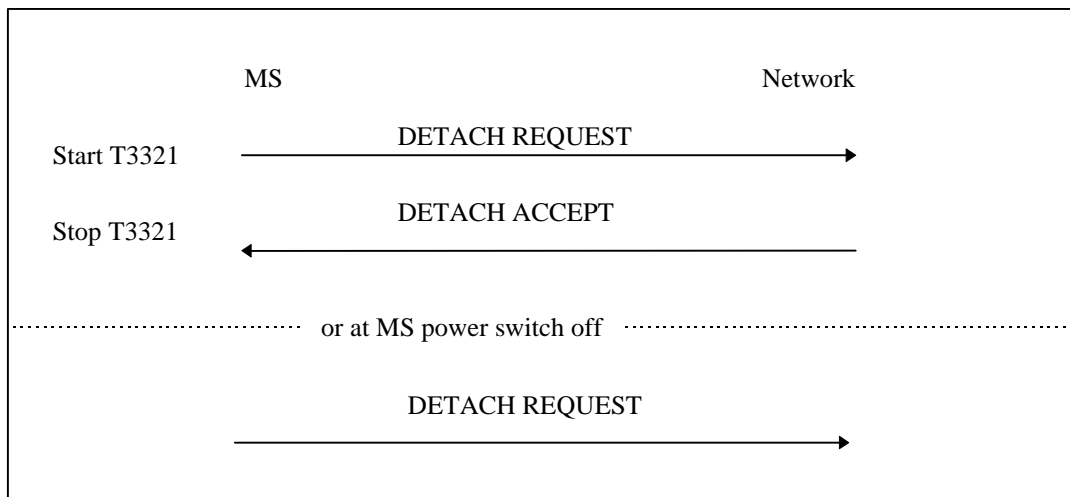 MS Network
Start T3321 DETACH REQUEST
Stop T3321 DETACH ACCEPT
or at MS power switch off
DETACH REQUEST